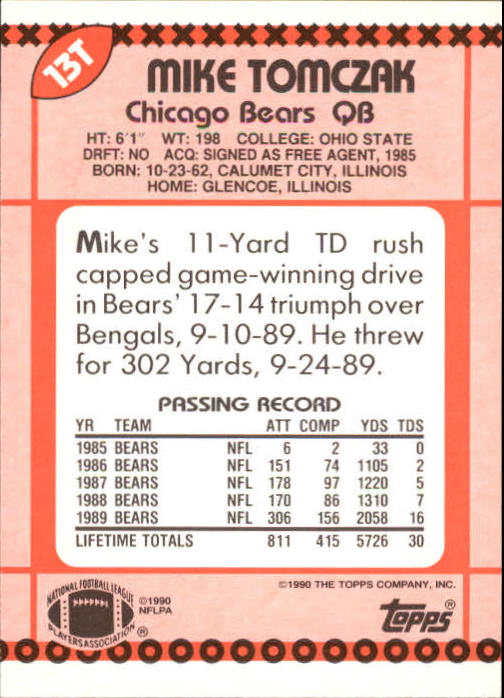 13T
MIKE TOMCZAK
Chicago Bears QB
HT: 6'1" WT: 198 COLLEGE: OHIO STATE
DRFT: NO ACQ: SIGNED AS FREE AGENT, 1985
BORN: 10-23-62, CALUMET CITY, ILLINOIS
HOME: GLENCOE, ILLINOIS
Mike's 11-Yard TD rush
capped game-winning drive
in Bears' 17-14 triumph over
Bengals, 9-10-89. He threw
for 302 Yards, 9-24-89.
PASSING RECORD
YR TEAM ATT COMP YDS TDS
1985 BEARS NFL 6 2 33 0
1986 BEARS NFL 151 74 1105 2
1987 BEARS NFL 178 97 1220 5
1988 BEARS NFL 170 86 1310 7
1989 BEARS NFL 306 156 2058 16
LIFETIME TOTALS 811 415 5726 30
©1990 THE TOPPS COMPANY, INC.
NATIONAL FOOTBALL LEAGUE
PLAYERS ASSOCIATION ®
©1990
NFLPA
topps®